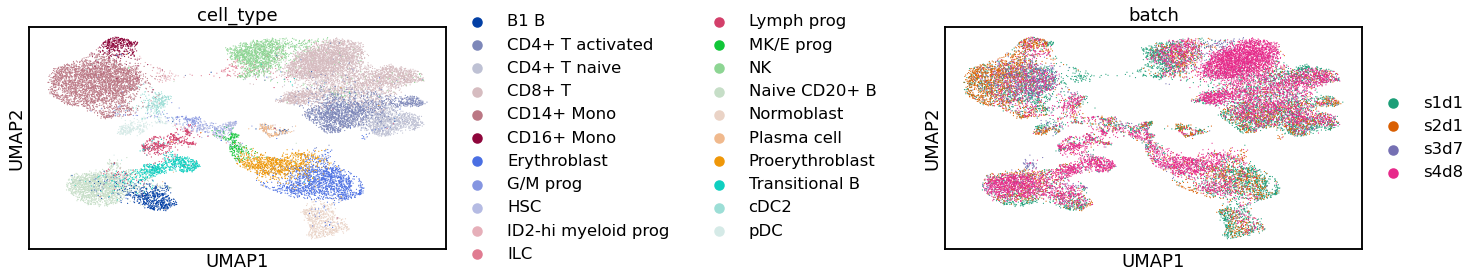 cell_type
UMAP2
UMAP1
B1 B
CD4+ T activated
CD4+ T naive
CD8+ T
CD14+ Mono
CD16+ Mono
Erythroblast
G/M prog
HSC
ID2-hi myeloid prog
ILC
Lymph prog
MK/E prog
NK
Naive CD20+ B
Normoblast
Plasma cell
Proerythroblast
Transitional B
cDC2
pDC
batch
UMAP2
UMAP1
s1d1
s2d1
s3d7
s4d8